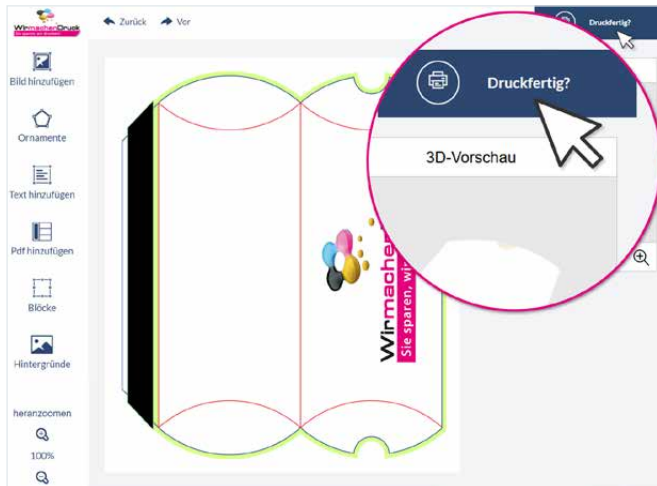 WirmachenDruck
Sie sparen, wir drucken!
Zurück
Vor
Druckfertig?
Bild hinzufügen
Ornamente
Text hinzufügen
Pdf hinzufügen
Blöcke
Hintergründe
heranzoomen
100%
Druckfertig?
3D-Vorschau
Wirmachen
Sie sparen, wi